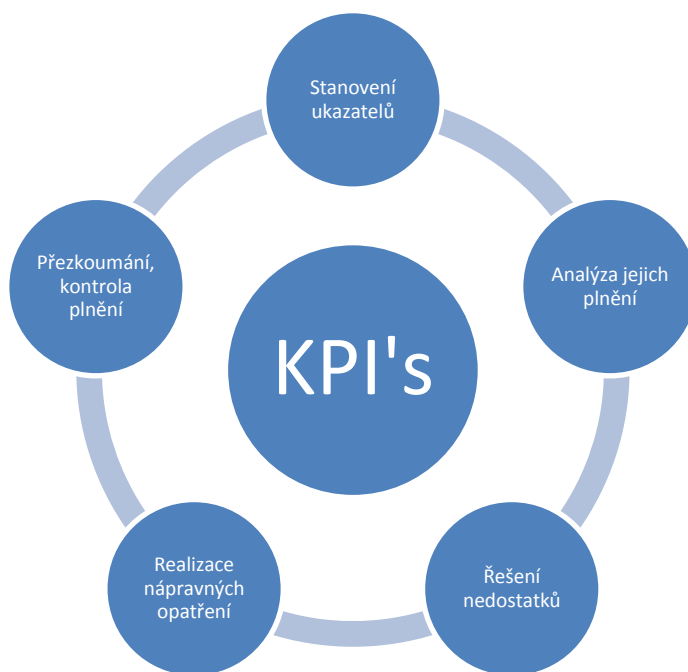 Stanovení
ukazatelů
Analýza jejich
plnění
Řešení
nedostatků
Realizace
nápravných
opatření
Přezkoumání,
kontrola
plnění
KPI's